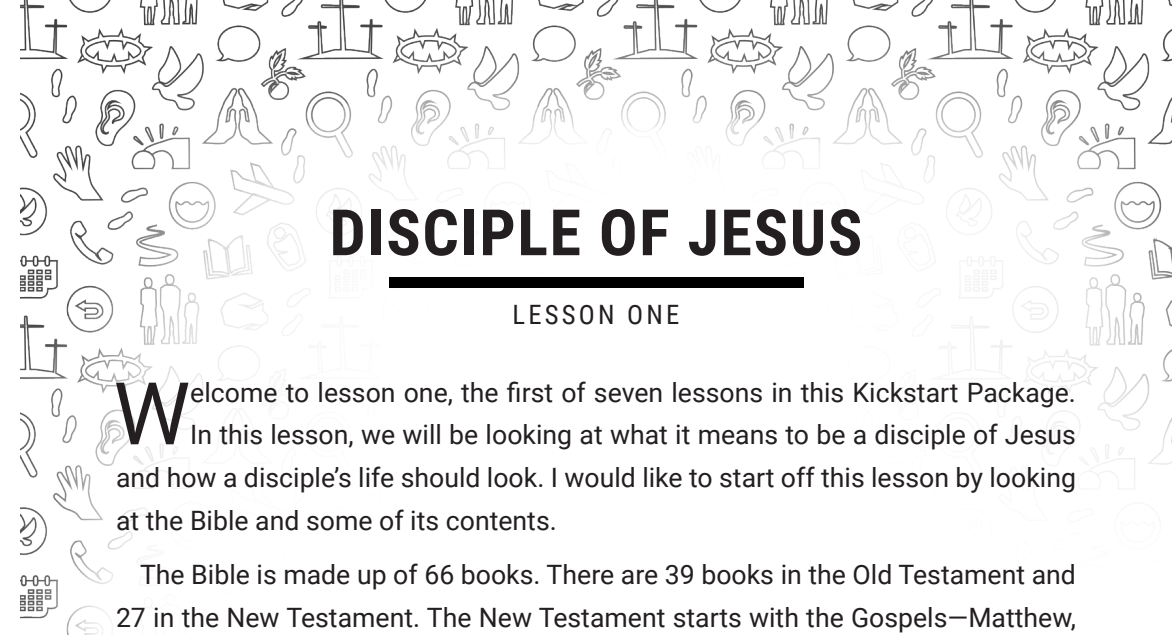 DISCIPLE OF JESUS
LESSON ONE
Welcome to lesson one, the first of seven lessons in this Kickstart Package.
In this lesson, we will be looking at what it means to be a disciple of Jesus
and how a disciple’s life should look. I would like to start off this lesson by looking
at the Bible and some of its contents.
The Bible is made up of 66 books. There are 39 books in the Old Testament and
27 in the New Testament. The New Testament starts with the Gospels—Matthew,